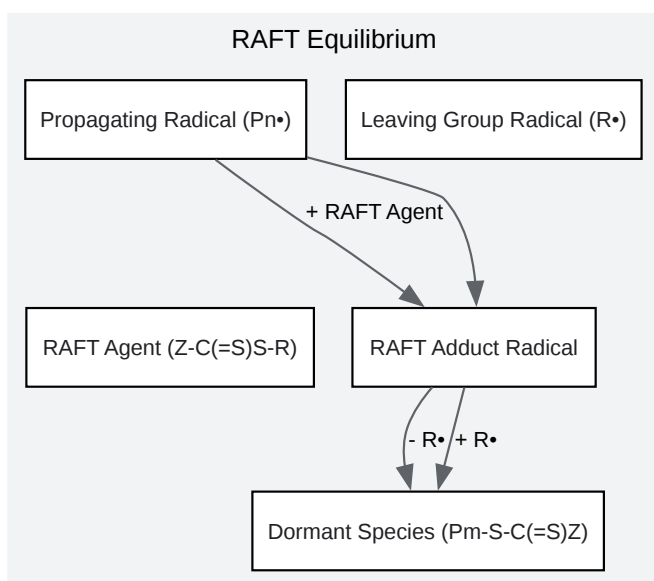 RAFT Equilibrium
Propagating Radical (Pn•)
Leaving Group Radical (R•)
+ RAFT Agent
RAFT Agent (Z-C(=S)S-R)
RAFT Adduct Radical
- R•
+ R•
Dormant Species (Pm-S-C(=S)Z)